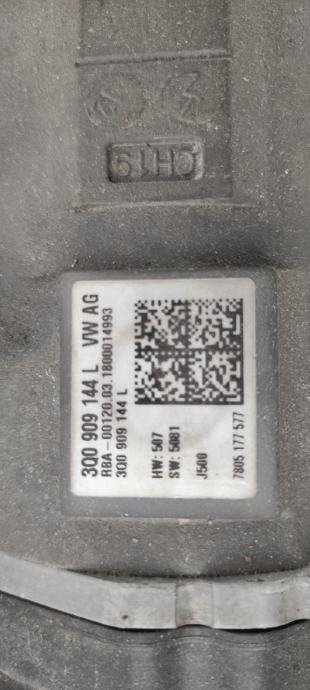 CH19
3Q0 909 144 L VW AG
RBA-00120.03.1800014993
3Q0 909 144 L
HW: 507
SW: 5081
J500
7805 177 577